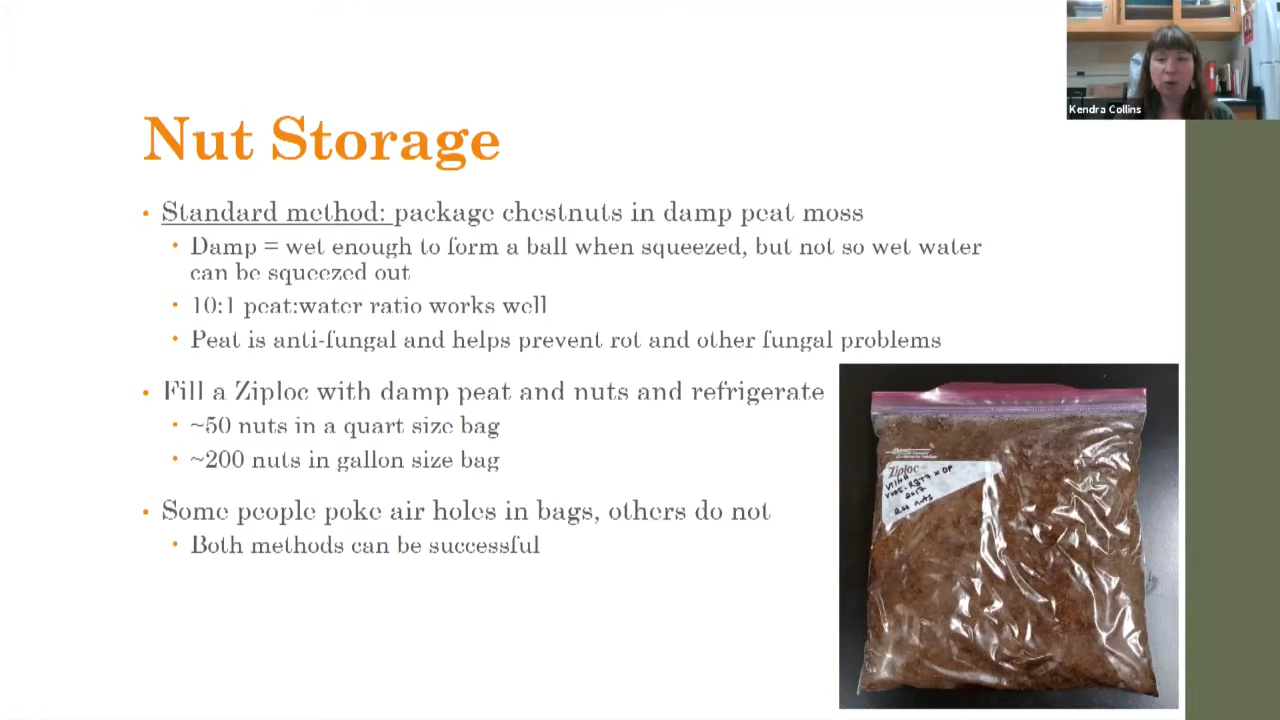 Kendra Collins
Nut Storage
• Standard method: package chestnuts in damp peat moss
• Damp = wet enough to form a ball when squeezed, but not so wet water
can be squeezed out
• 10:1 peat:water ratio works well
• Peat is anti-fungal and helps prevent rot and other fungal problems
• Fill a Ziploc with damp peat and nuts and refrigerate
• ~50 nuts in a quart size bag
• ~200 nuts in gallon size bag
• Some people poke air holes in bags, others do not
• Both methods can be successful
Ziploc
2017
200 nuts